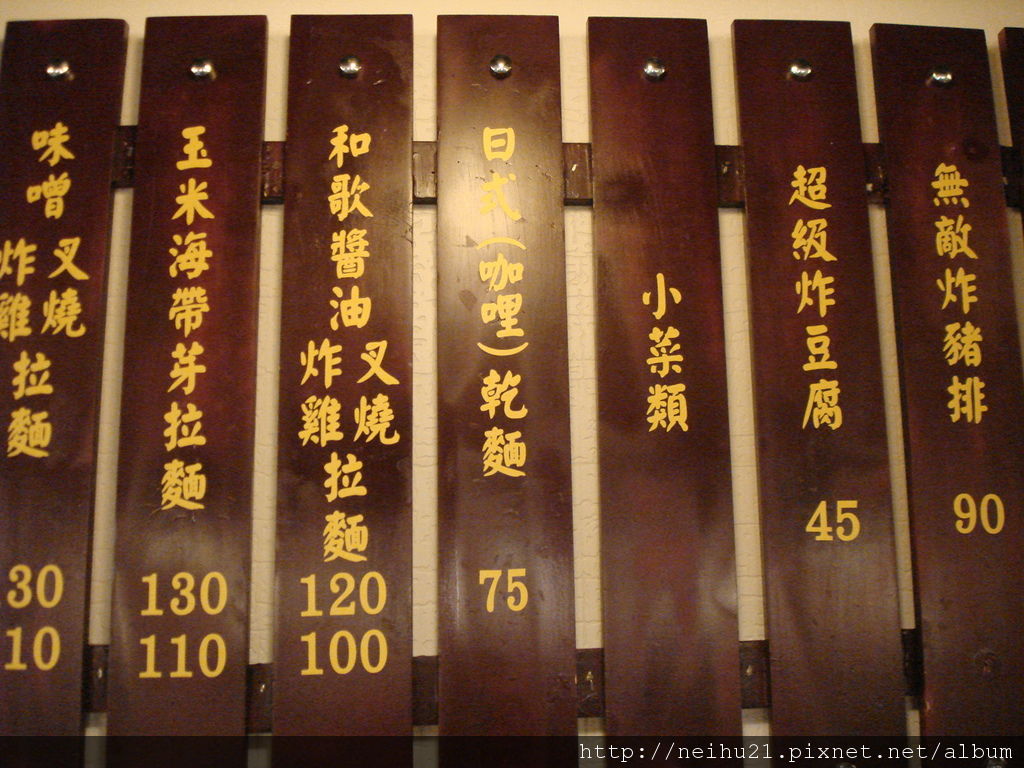 無敵炸豬排
90
超級炸豆腐
45
小菜類
日式(咖哩)乾麵
75
和歌醬油
叉燒
炸雞
拉麵
120
100
玉米海帶芽拉麵
130
110
味噌
叉燒
炸雞
拉麵
30
10
http://neihu21.pixnet.net/album